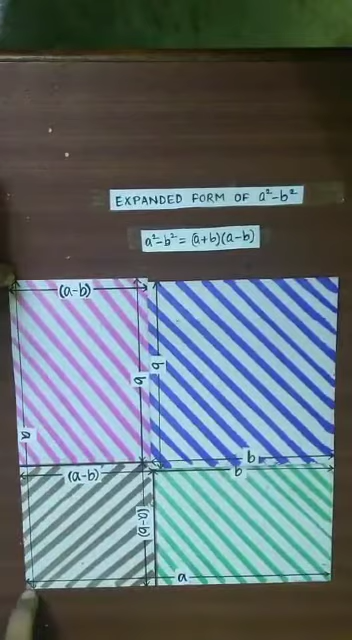 EXPANDED FORM OF a²-b²
a²-b² = (a+b)(a-b)
(a-b)
b
b
a
b
(a-b)
b
(a-b)
a